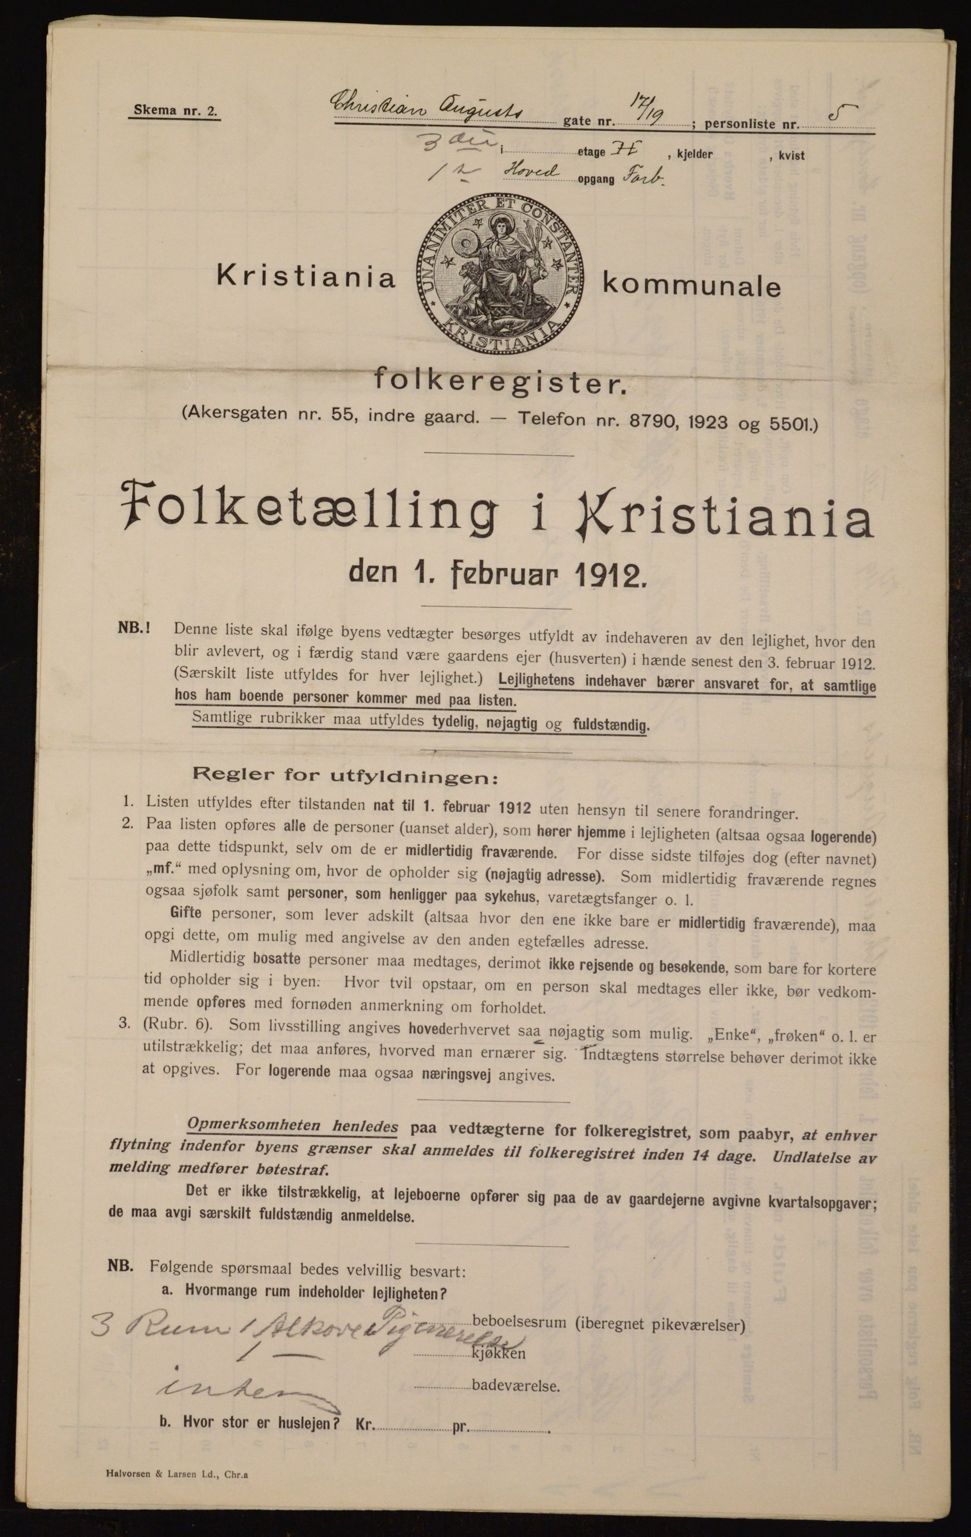 Skema nr. 2.
Christian Augusts gate nr. 17/19; personliste nr. 5
3 i etage II, kjelder, kvist
1 Hoved opgang Forb.
UNANIMITER ET CONSTANTER
KRISTIANIA
Kristiania kommunale
folkeregister.
(Akersgaten nr. 55, indre gaard. — Telefon nr. 8790, 1923 og 5501.)
Folketælling i Kristiania
den 1. februar 1912.
NB.! Denne liste skal ifølge byens vedtægter besørges utfyldt av indehaveren av den lejlighet, hvor den
blir avlevert, og i færdig stand være gaardens ejer (husverten) i hænde senest den 3. februar 1912.
(Særskilt liste utfyldes for hver lejlighet.) Lejlighetens indehaver bærer ansvaret for, at samtlige
hos ham boende personer kommer med paa listen.
Samtlige rubrikker maa utfyldes tydelig, nøjagtig og fuldstændig.
Regler for utfyldningen:
1. Listen utfyldes efter tilstanden nat til 1. februar 1912 uten hensyn til senere forandringer.
2. Paa listen opføres alle de personer (uanset alder), som hører hjemme i lejligheten (altsaa ogsaa logerende)
paa dette tidspunkt, selv om de er midlertidig fraværende. For disse sidste tilføjes dog (efter navnet)
„mf.“ med oplysning om, hvor de opholder sig (nøjagtig adresse). Som midlertidig fraværende regnes
ogsaa sjøfolk samt personer, som henligger paa sykehus, varetægtsfanger o. l.
Gifte personer, som lever adskilt (altsaa hvor den ene ikke bare er midlertidig fraværende), maa
opgi dette, om mulig med angivelse av den anden egtefælles adresse.
Midlertidig bosatte personer maa medtages, derimot ikke rejsende og besøkende, som bare for kortere
tid opholder sig i byen. Hvor tvil opstaar, om en person skal medtages eller ikke, bør vedkom-
mende opføres med fornøden anmerkning om forholdet.
3. (Rubr. 6). Som livsstilling angives hovederhvervet saa nøjagtig som mulig. „Enke“, „frøken“ o. l. er
utilstrækkelig; det maa anføres, hvorved man ernærer sig. Indtægtens størrelse behøver derimot ikke
at opgives. For logerende maa ogsaa næringsvej angives.
Opmerksomheten henledes paa vedtægterne for folkeregistret, som paabyr, at enhver
flytning indenfor byens grænser skal anmeldes til folkeregistret inden 14 dage. Undlatelse av
melding medfører bøtestraf.
Det er ikke tilstrækkelig, at lejeboerne opfører sig paa de av gaardejerne avgivne kvartalsopgaver;
de maa avgi særskilt fuldstændig anmeldelse.
NB. Følgende spørsmaal bedes velvillig besvart:
a. Hvormange rum indeholder lejligheten?
3 Rum 1 Alkove Pigeværelse beboelsesrum (iberegnet pikeværelser)
1 — kjøkken
intem badeværelse.
b. Hvor stor er huslejen? Kr. pr. .
Halvorsen & Larsen Ld., Chr.a